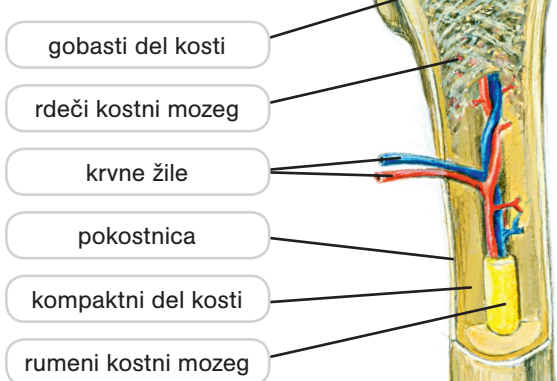 gobasti del kosti
rdeči kostni mozeg
krvne žile
pokostnica
kompaktni del kosti
rumeni kostni mozeg